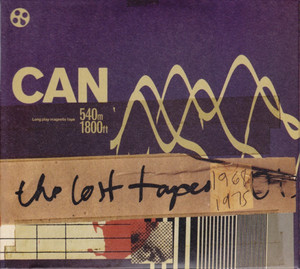 CAN
Long play magnetic tape
540m
1800ft
the lost tapes
1968
1975